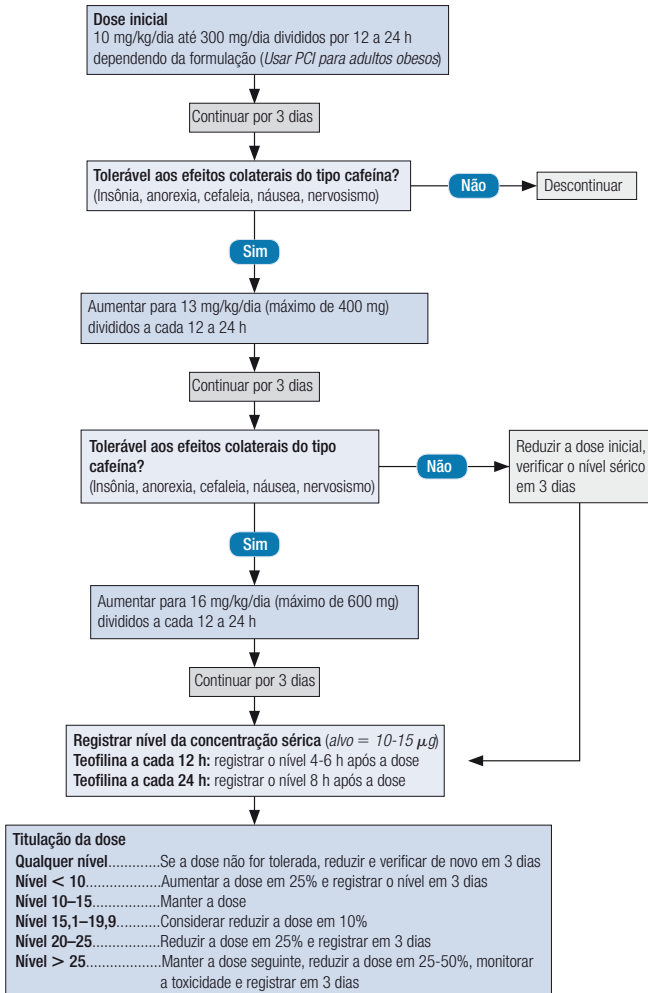 Dose inicial
10 mg/kg/dia até 300 mg/dia divididos por 12 a 24 h
dependendo da formulação (Usar PCI para adultos obesos)
Continuar por 3 dias
Tolerável aos efeitos colaterais do tipo cafeína?
(Insônia, anorexia, cefaleia, náusea, nervosismo)
Não
Descontinuar
Sim
Aumentar para 13 mg/kg/dia (máximo de 400 mg)
divididos a cada 12 a 24 h
Continuar por 3 dias
Tolerável aos efeitos colaterais do tipo
cafeína?
(Insônia, anorexia, cefaleia, náusea, nervosismo)
Não
Reduzir a dose inicial,
verificar o nível sérico
em 3 dias
Sim
Aumentar para 16 mg/kg/dia (máximo de 600 mg)
divididos a cada 12 a 24 h
Continuar por 3 dias
Registrar nível da concentração sérica (alvo = 10-15 µg)
Teofilina a cada 12 h: registrar o nível 4-6 h após a dose
Teofilina a cada 24 h: registrar o nível 8 h após a dose
Titulação da dose
Qualquer nível.............Se a dose não for tolerada, reduzir e verificar de novo em 3 dias
Nível < 10...................Aumentar a dose em 25% e registrar o nível em 3 dias
Nível 10–15................Manter a dose
Nível 15,1–19,9...........Considerar reduzir a dose em 10%
Nível 20–25................Reduzir a dose em 25% e registrar em 3 dias
Nível > 25...................Manter a dose seguinte, reduzir a dose em 25-50%, monitorar
a toxicidade e registrar em 3 dias